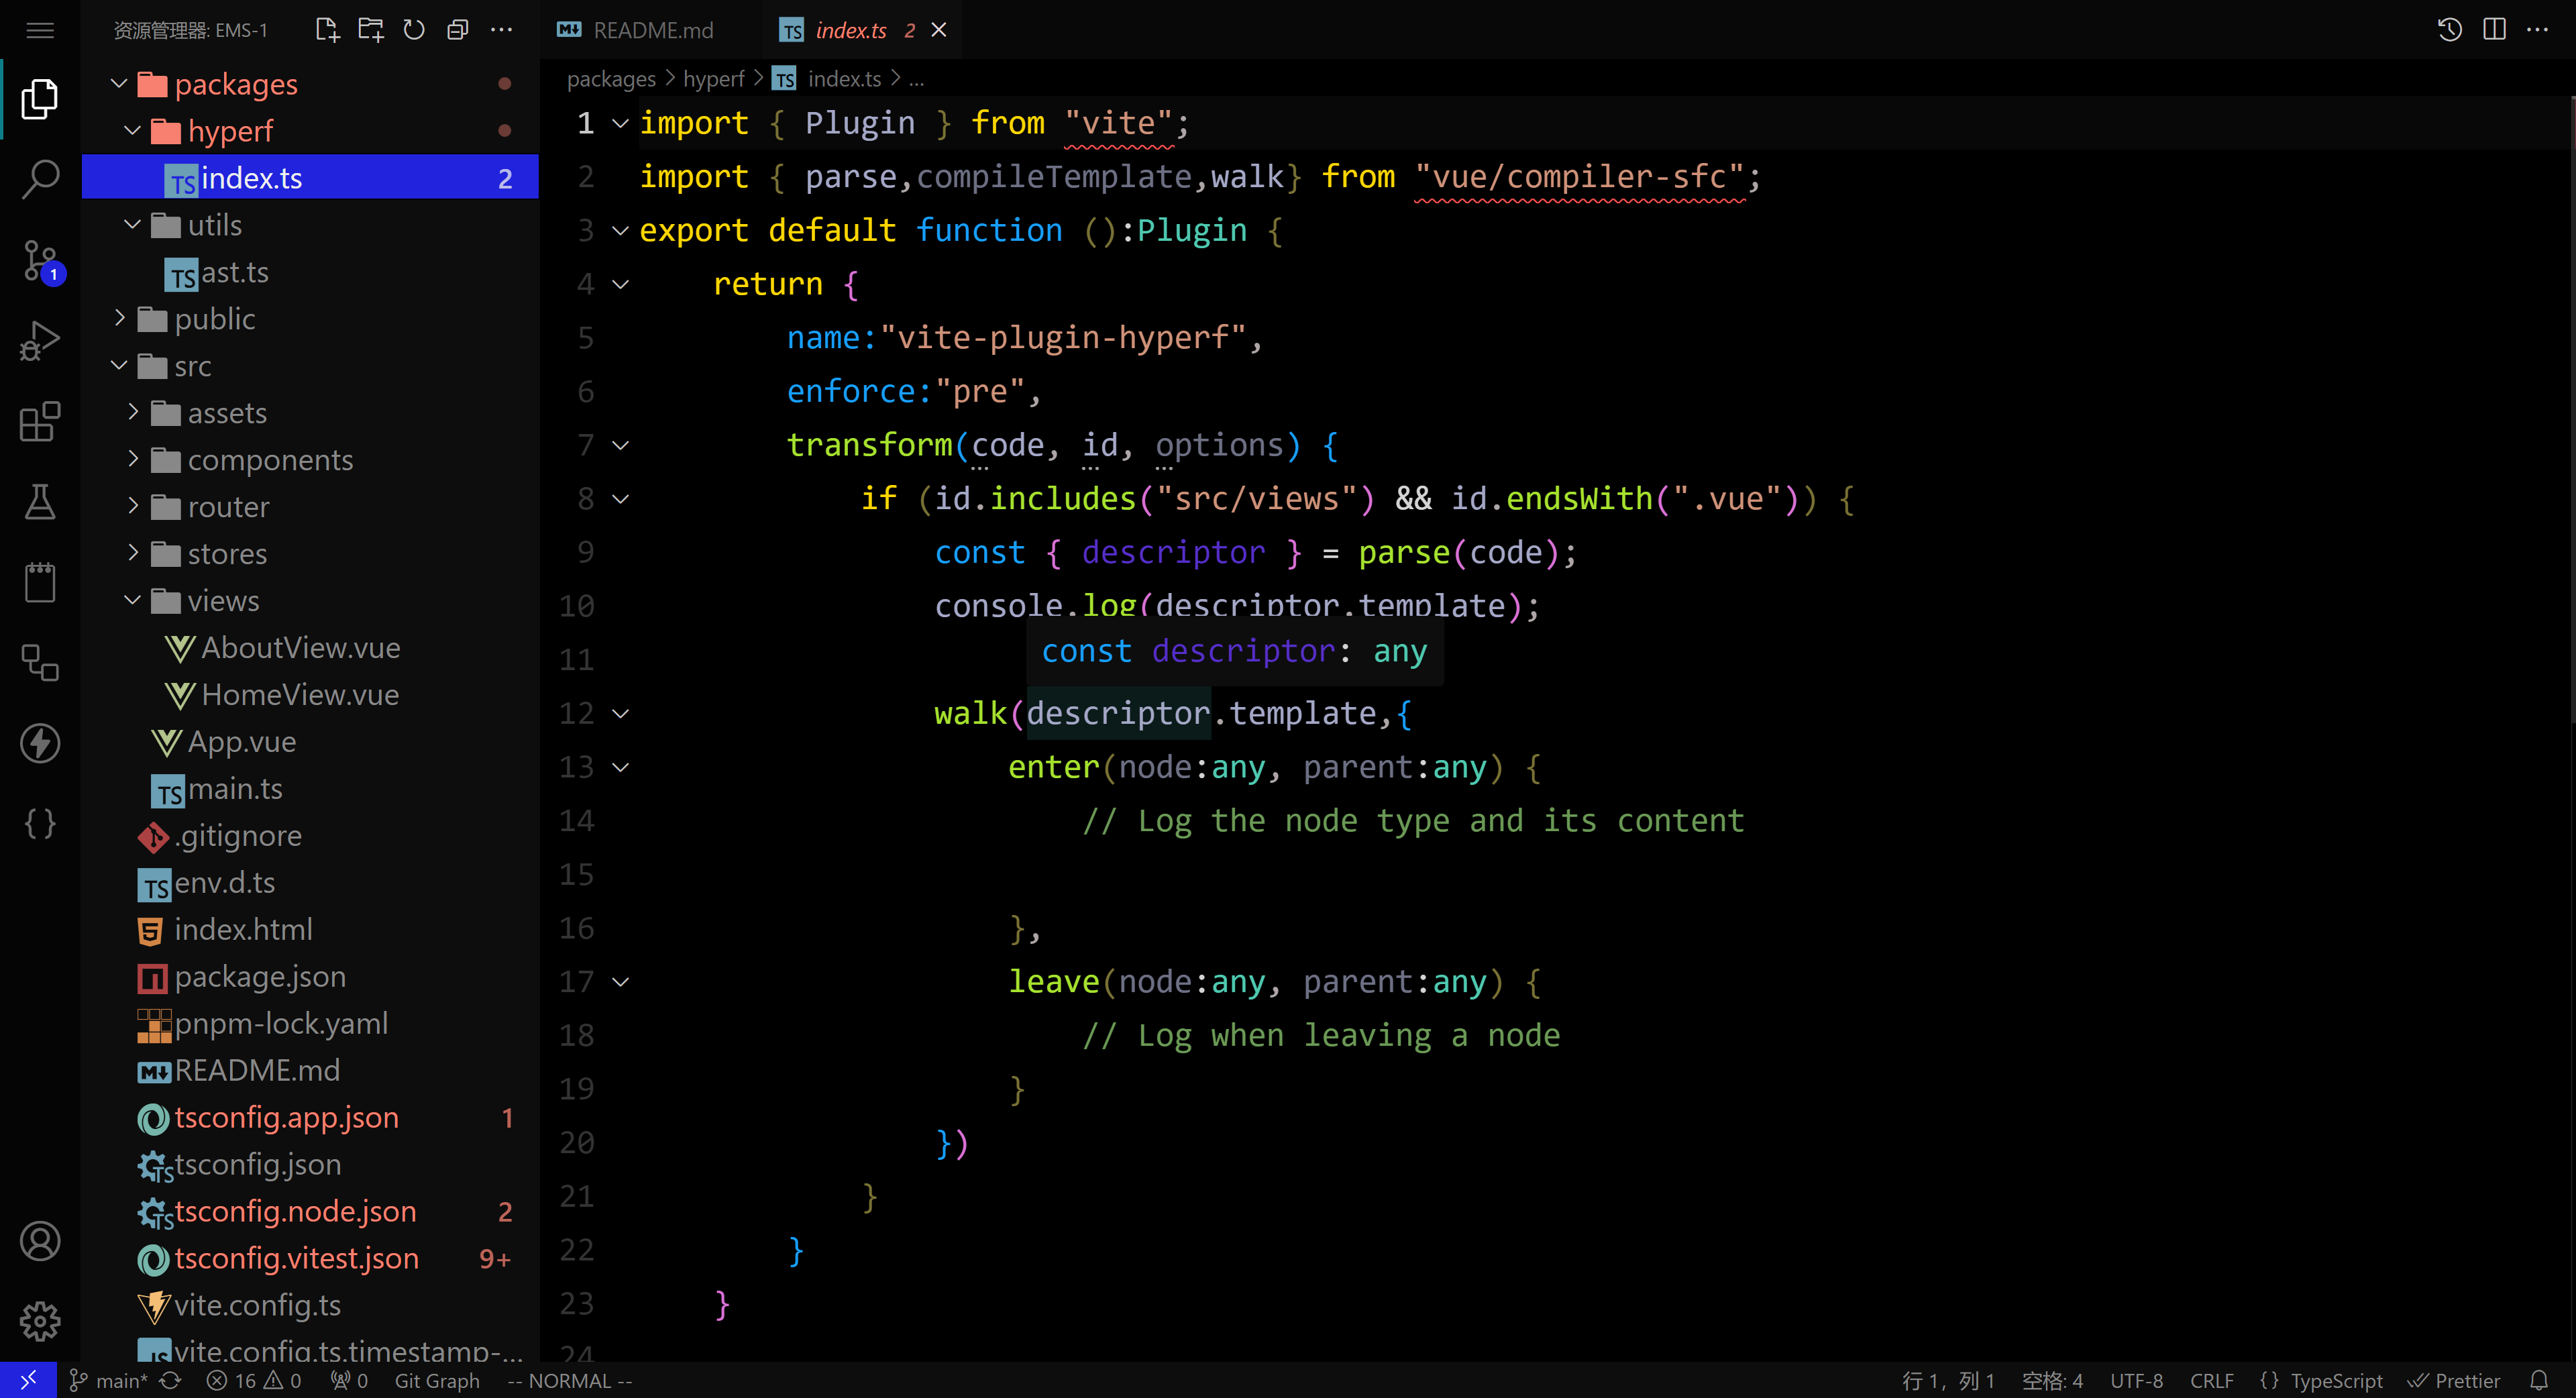 资源管理器: EMS-1
packages
hyperf
index.ts 2
utils
ast.ts
public
src
assets
components
router
stores
views
AboutView.vue
HomeView.vue
App.vue
main.ts
.gitignore
env.d.ts
index.html
package.json
pnpm-lock.yaml
README.md
tsconfig.app.json 1
tsconfig.json
tsconfig.node.json 2
tsconfig.vitest.json 9+
vite.config.ts
vite.config.ts.timestamp-...
1
README.md
index.ts 2
packages > hyperf > index.ts > ...
1 import { Plugin } from "vite";
2 import { parse,compileTemplate,walk} from "vue/compiler-sfc";
3 export default function ():Plugin {
4 return {
5 name:"vite-plugin-hyperf",
6 enforce:"pre",
7 transform(code, id, options) {
8 if (id.includes("src/views") && id.endsWith(".vue")) {
9 const { descriptor } = parse(code);
10 console.log(descriptor.template);
11
const descriptor: any
12 walk(descriptor.template,{
13 enter(node:any, parent:any) {
14 // Log the node type and its content
15
16 },
17 leave(node:any, parent:any) {
18 // Log when leaving a node
19 }
20 })
21 }
22 }
23 }
24
main* 16 0 0 Git Graph -- NORMAL -- 行 1，列 1 空格: 4 UTF-8 CRLF {} TypeScript Prettier